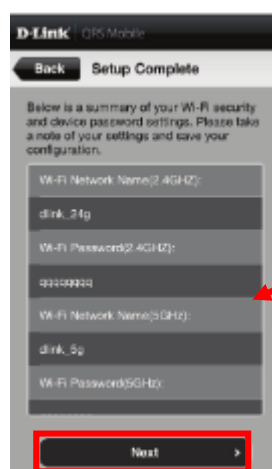 D-Link QRS Mobile
Back Setup Complete
Below is a summary of your Wi-Fi security
and device password settings. Please take
a note of your settings and save your
configuration.
Wi-Fi Network Name(2.4GHZ):
dlink_24g
Wi-Fi Password(2.4GHZ):
qqqqqqqq
Wi-Fi Network Name(5GHz):
dlink_5g
Wi-Fi Password(5GHz):
Next